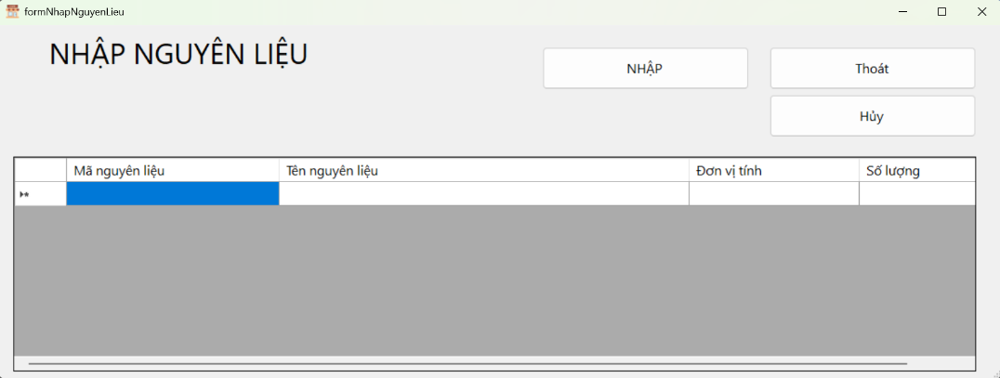 formNhapNguyenLieu
NHẬP NGUYÊN LIỆU
NHẬP
Thoát
Hủy
Mã nguyên liệu
Tên nguyên liệu
Đơn vị tính
Số lượng